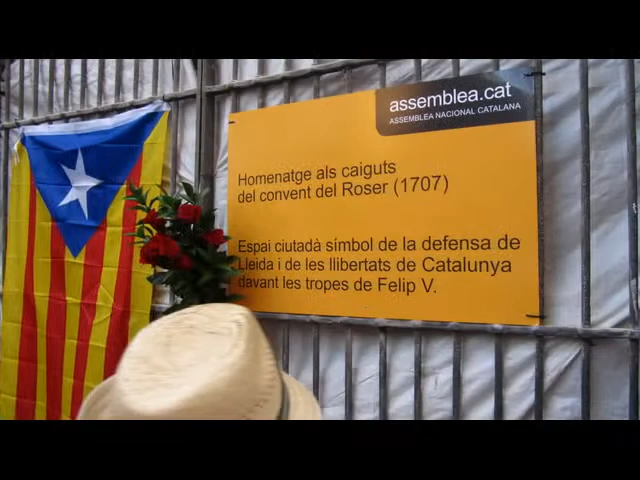 assemblea.cat
ASSEMBLEA NACIONAL CATALANA
Homenatge als caiguts
del convent del Roser (1707)
Espai ciutadà símbol de la defensa de
Lleida i de les llibertats de Catalunya
davant les tropes de Felip V.